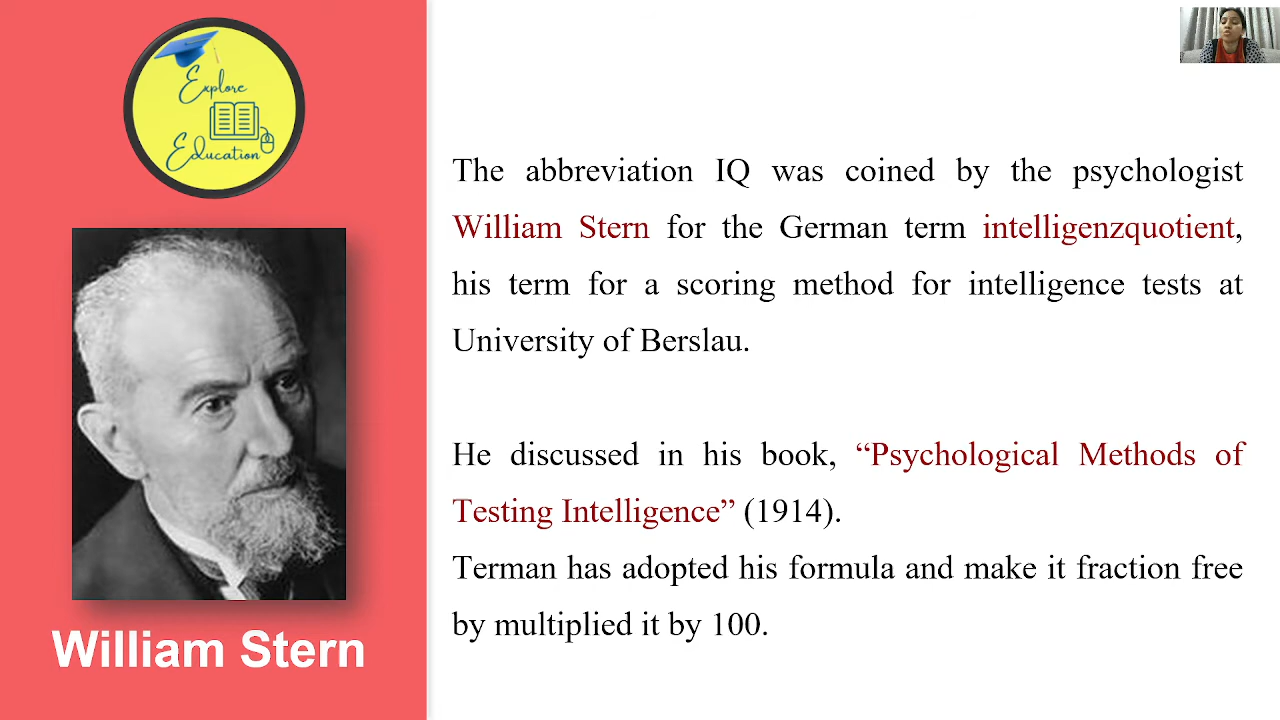 Explore
Education
William Stern
The abbreviation IQ was coined by the psychologist
William Stern for the German term intelligenzquotient,
his term for a scoring method for intelligence tests at
University of Berslau.
He discussed in his book, “Psychological Methods of
Testing Intelligence” (1914).
Terman has adopted his formula and make it fraction free
by multiplied it by 100.